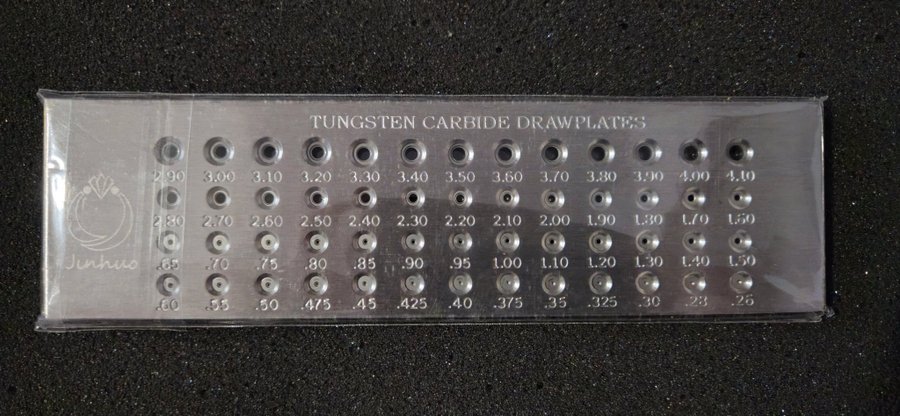 TUNGSTEN CARBIDE DRAWPLATES
2.90 3.00 3.10 3.20 3.30 3.40 3.50 3.60 3.70 3.80 3.90 4.00 4.10
2.80 2.70 2.60 2.50 2.40 2.30 2.20 2.10 2.00 1.90 1.80 1.70 1.60
.65 .70 .75 .80 .85 .90 .95 1.00 1.10 1.20 1.30 1.40 1.50
Jinhuo
.60 .55 .50 .475 .45 .425 .40 .375 .35 .325 .30 .28 .26